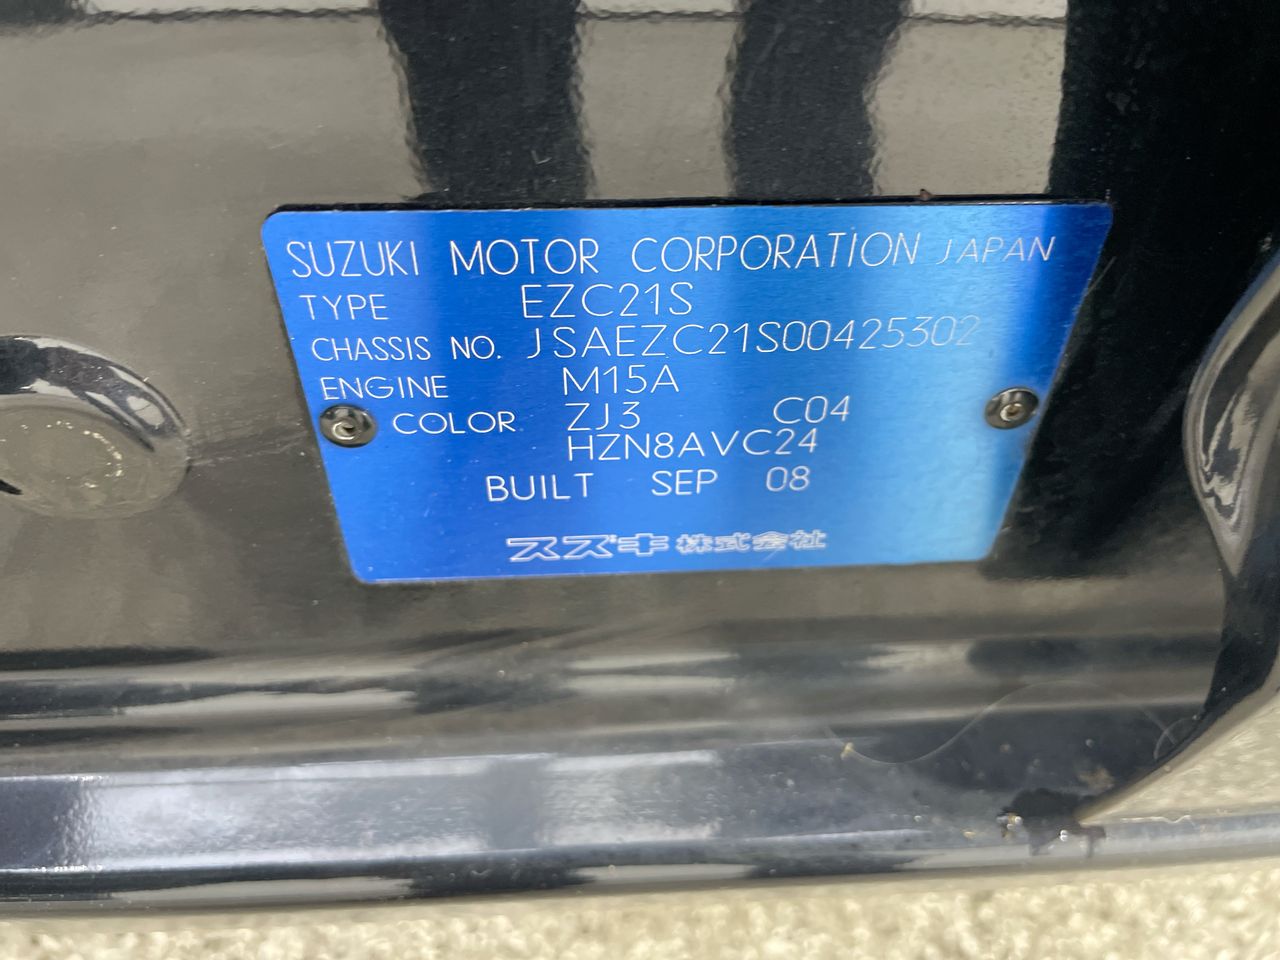 SUZUKI MOTOR CORPORATION JAPAN
TYPE EZC21S
CHASSIS NO. JSAEZC21S00425302
ENGINE M15A
COLOR ZJ3 C04
HZN8AVC24
BUILT SEP 08
スズキ株式会社